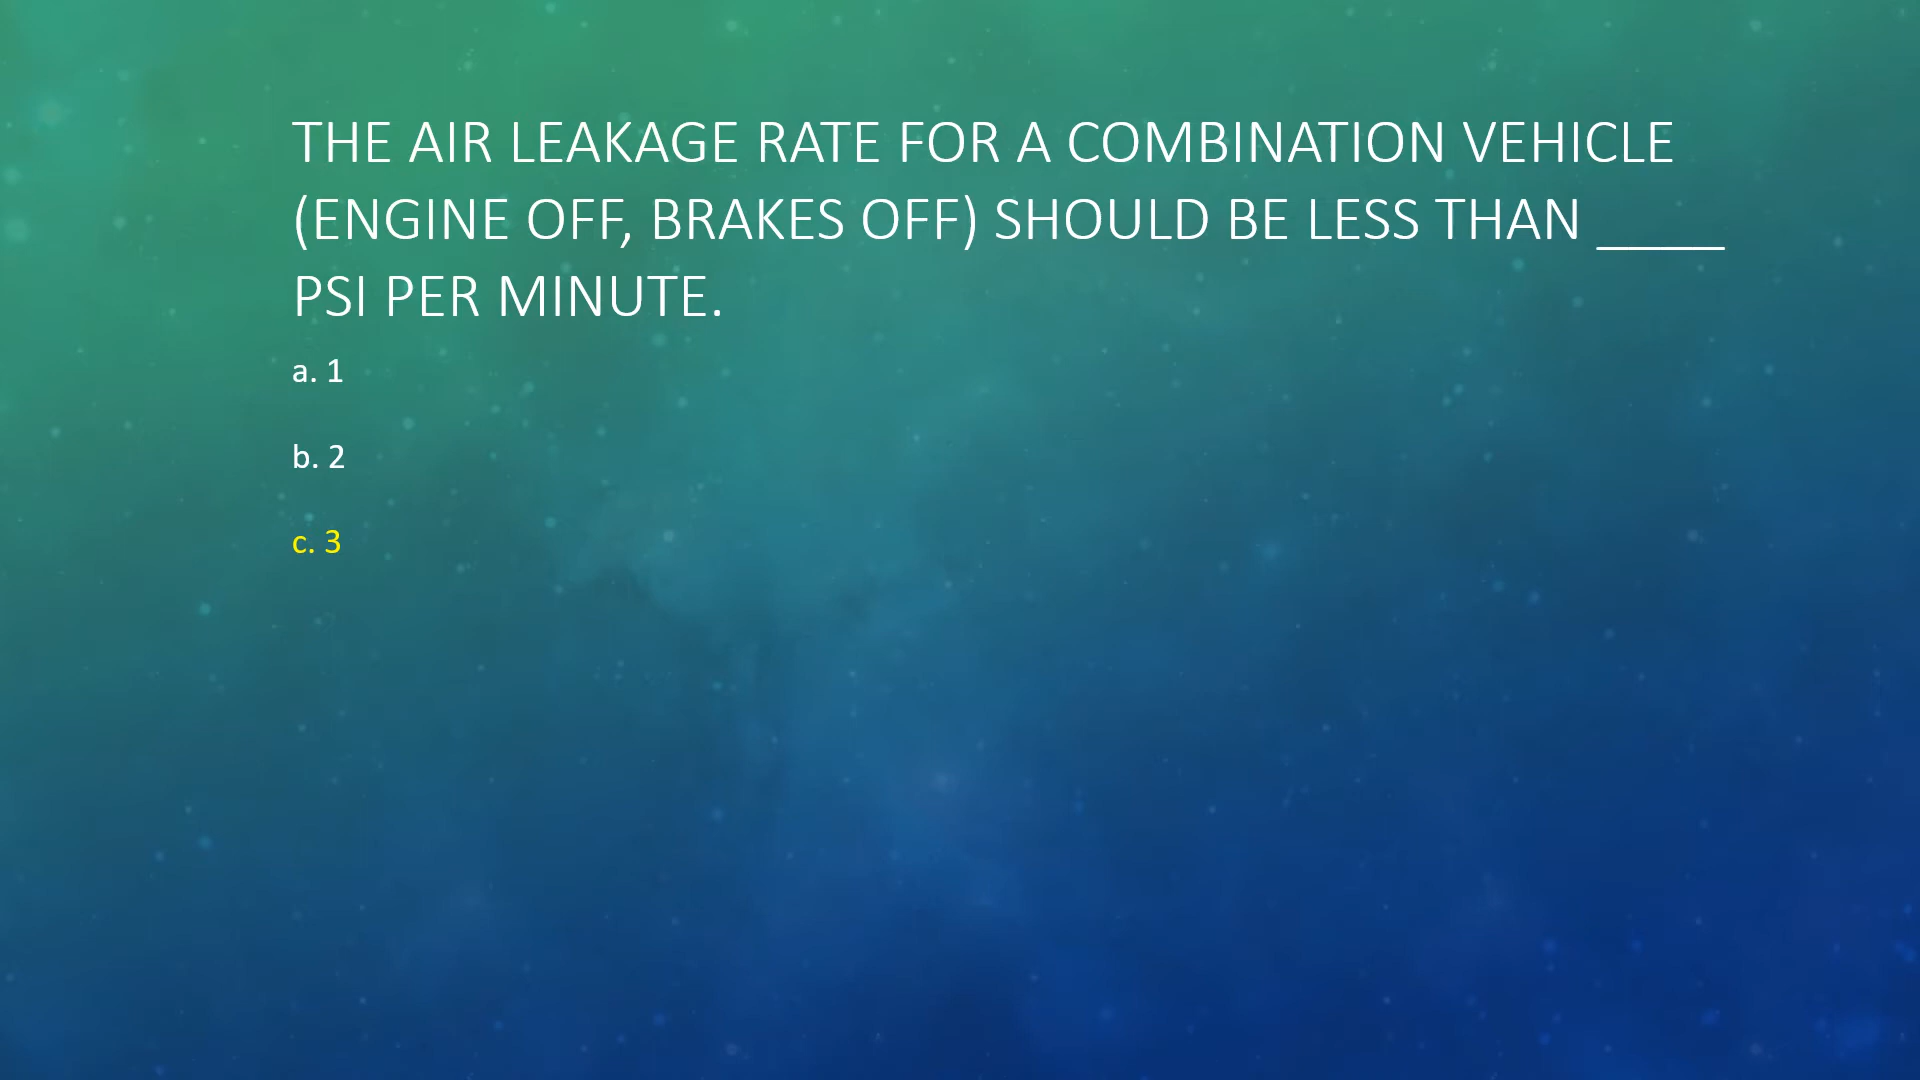 THE AIR LEAKAGE RATE FOR A COMBINATION VEHICLE
(ENGINE OFF, BRAKES OFF) SHOULD BE LESS THAN _____
PSI PER MINUTE.
a. 1
b. 2
c. 3